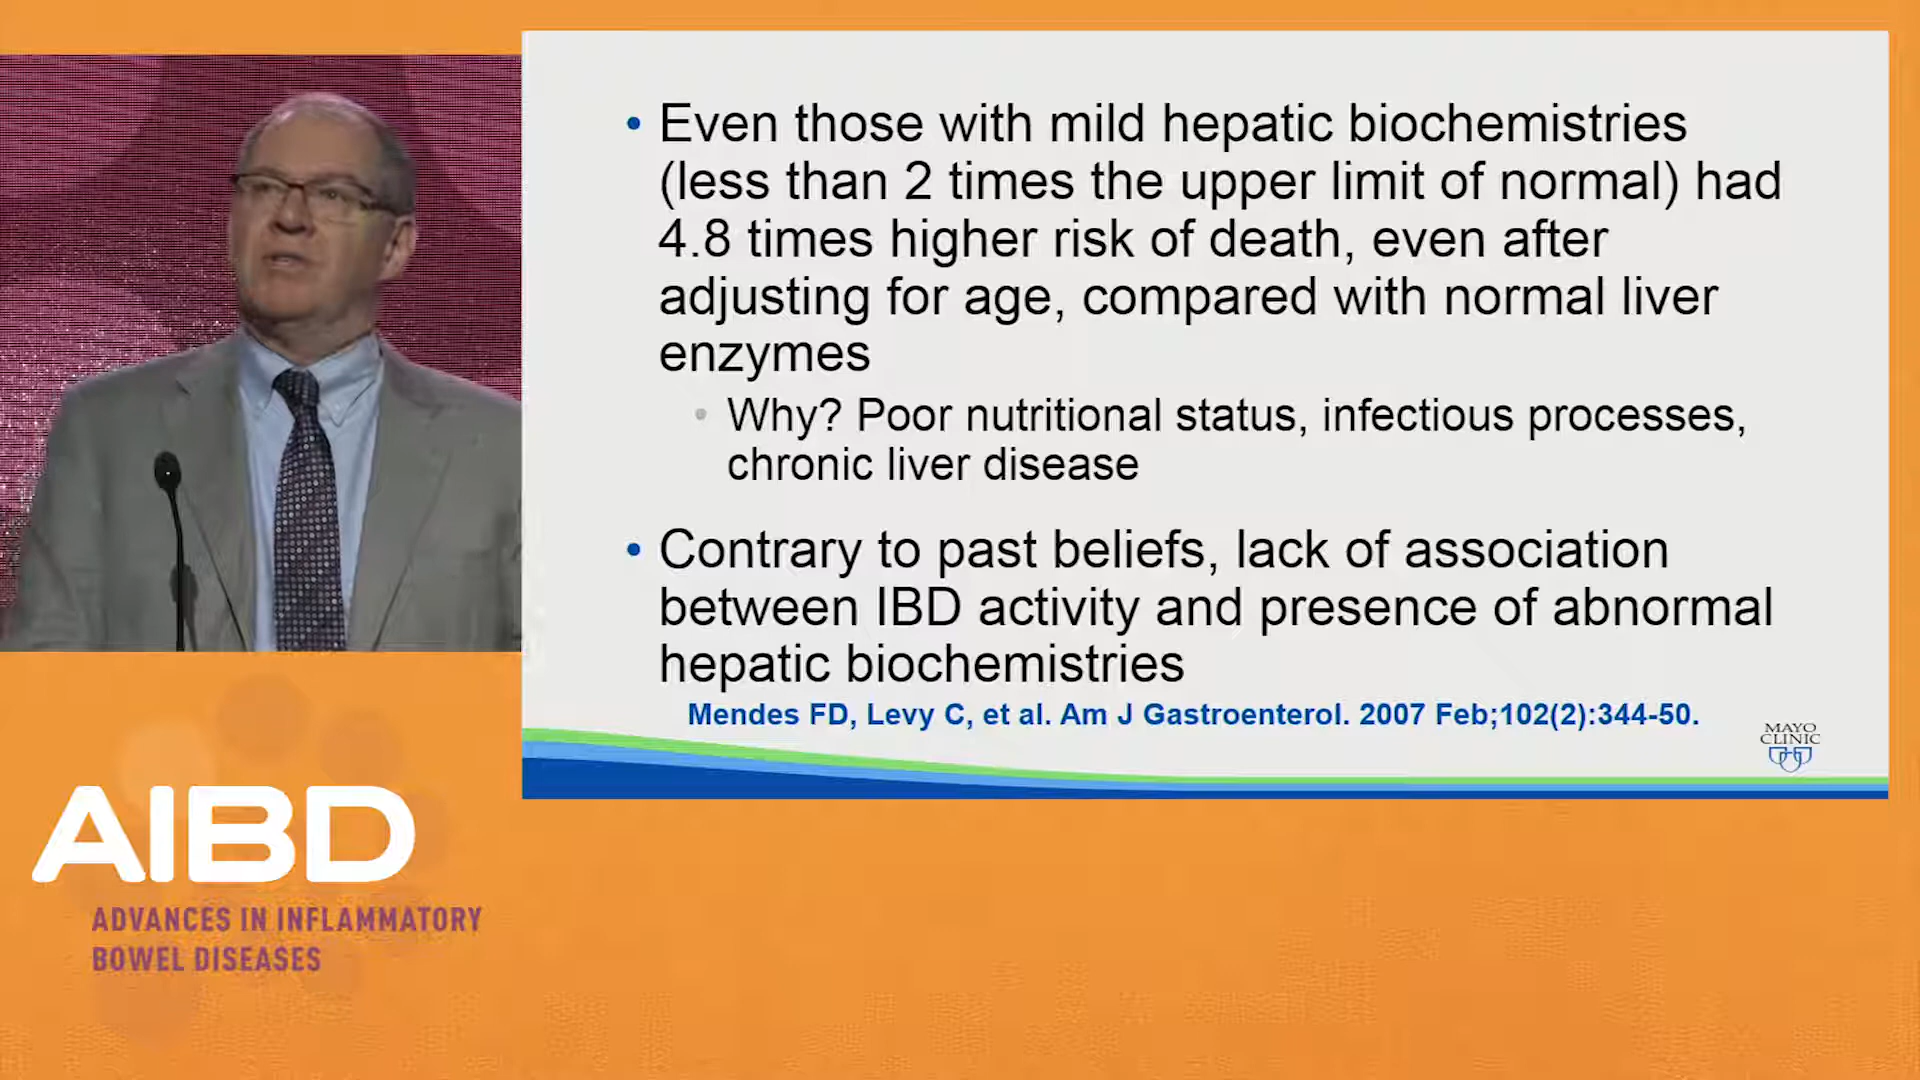 • Even those with mild hepatic biochemistries
(less than 2 times the upper limit of normal) had
4.8 times higher risk of death, even after
adjusting for age, compared with normal liver
enzymes
• Why? Poor nutritional status, infectious processes,
chronic liver disease
• Contrary to past beliefs, lack of association
between IBD activity and presence of abnormal
hepatic biochemistries
Mendes FD, Levy C, et al. Am J Gastroenterol. 2007 Feb;102(2):344-50.
MAYO
CLINIC
AIBD
ADVANCES IN INFLAMMATORY
BOWEL DISEASES